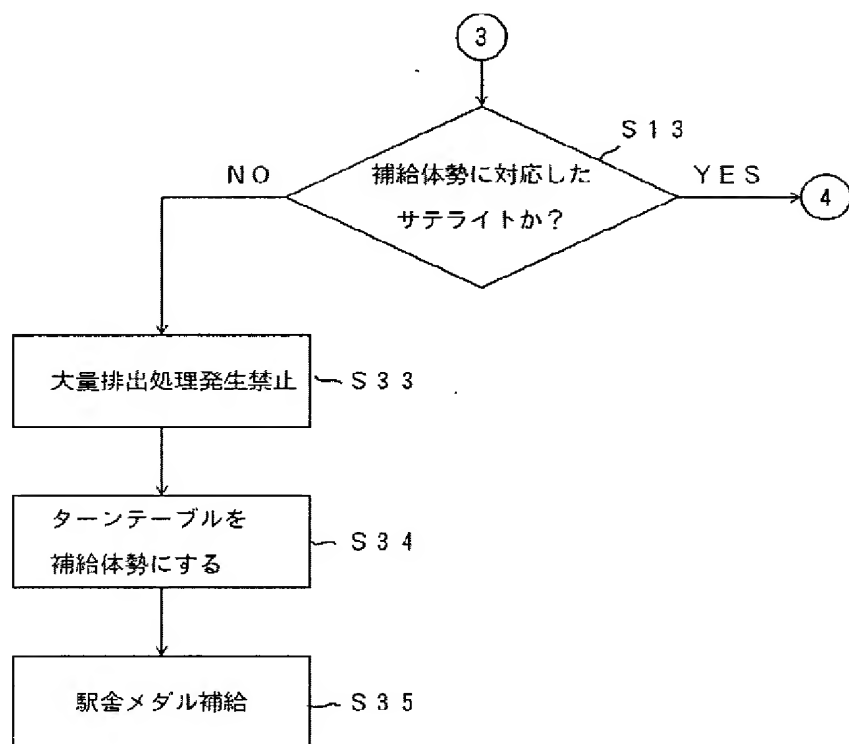 3
S13
補給体勢に対応した
サテライトか?
NO
YES
4
大量排出処理発生禁止
S33
ターンテーブルを
補給体勢にする
S34
駅舎メダル補給
S35